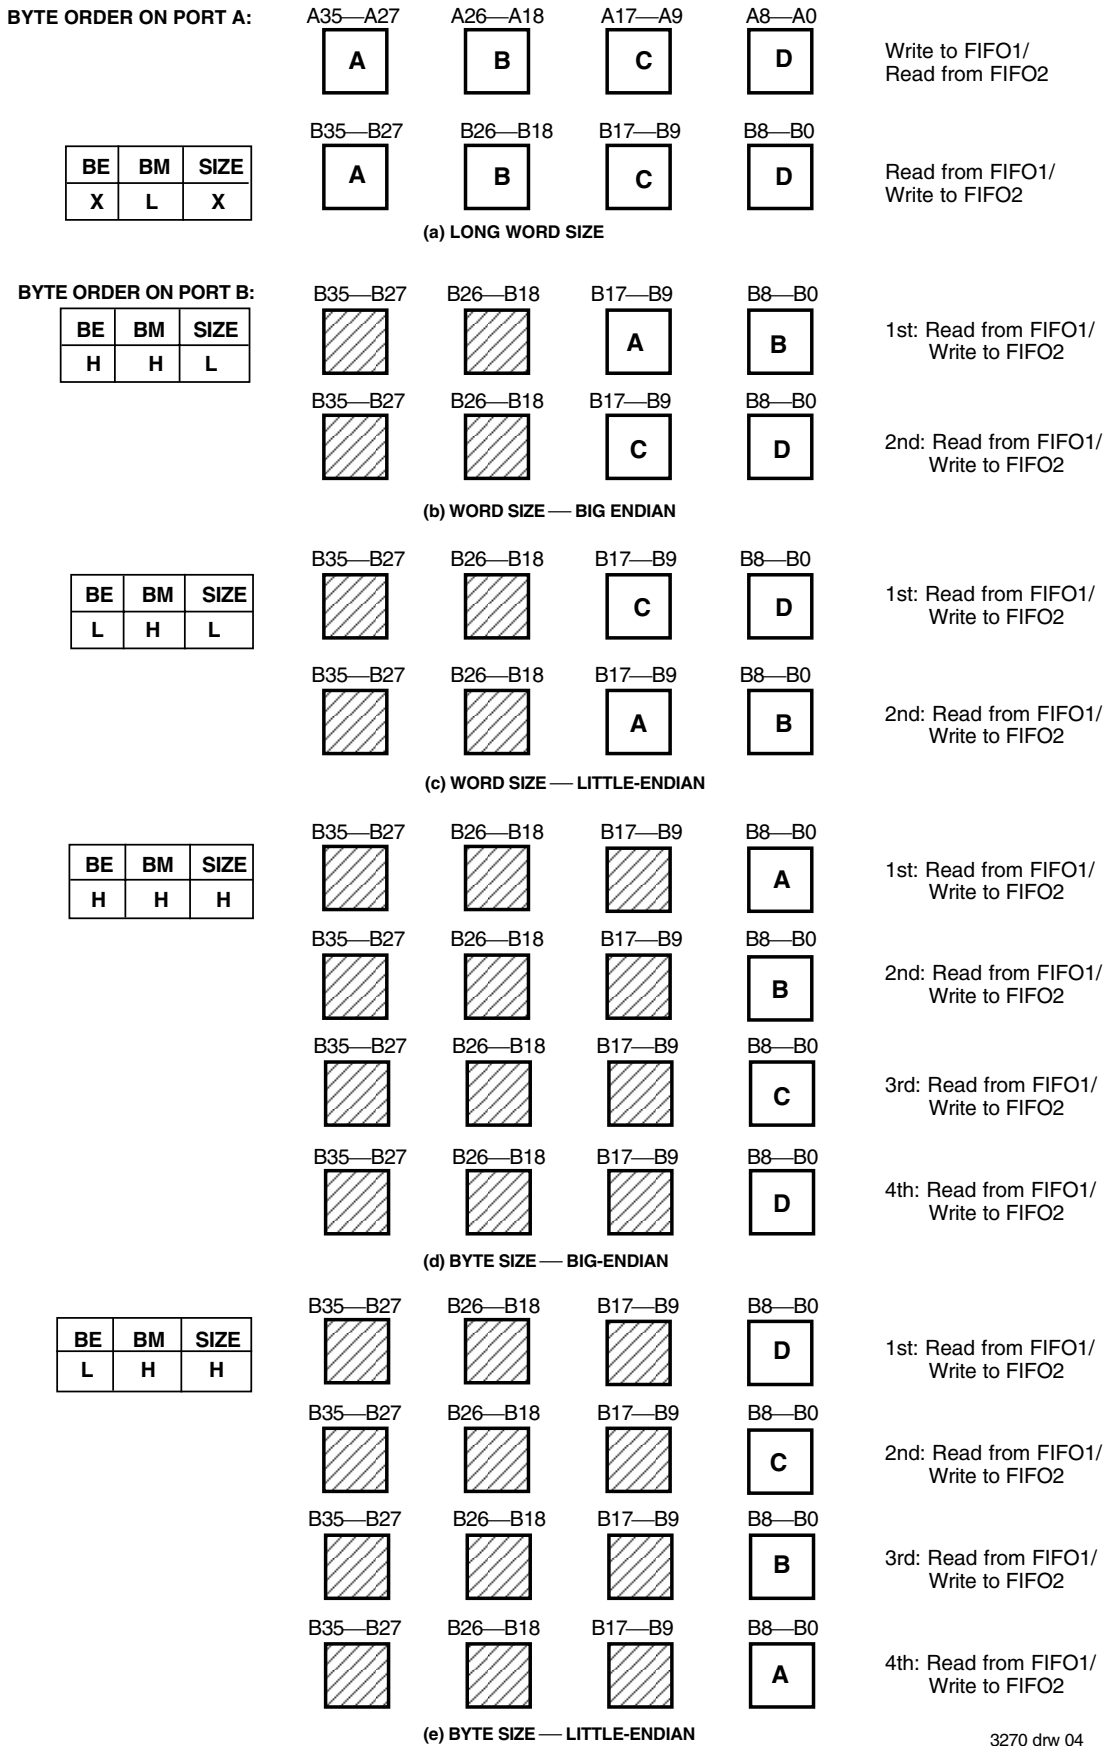 BYTE ORDER ON PORT A:
A35—A27 A26—A18 A17—A9 A8—A0
A B C D
Write to FIFO1/
Read from FIFO2
B35—B27 B26—B18 B17—B9 B8—B0
BE BM SIZE
X L X
A B C D
Read from FIFO1/
Write to FIFO2
(a) LONG WORD SIZE
BYTE ORDER ON PORT B:
B35—B27 B26—B18 B17—B9 B8—B0
BE BM SIZE
H H L
A B
1st: Read from FIFO1/
Write to FIFO2
B35—B27 B26—B18 B17—B9 B8—B0
C D
2nd: Read from FIFO1/
Write to FIFO2
(b) WORD SIZE — BIG ENDIAN
B35—B27 B26—B18 B17—B9 B8—B0
BE BM SIZE
L H L
C D
1st: Read from FIFO1/
Write to FIFO2
B35—B27 B26—B18 B17—B9 B8—B0
A B
2nd: Read from FIFO1/
Write to FIFO2
(c) WORD SIZE — LITTLE-ENDIAN
B35—B27 B26—B18 B17—B9 B8—B0
BE BM SIZE
H H H
A
1st: Read from FIFO1/
Write to FIFO2
B35—B27 B26—B18 B17—B9 B8—B0
B
2nd: Read from FIFO1/
Write to FIFO2
B35—B27 B26—B18 B17—B9 B8—B0
C
3rd: Read from FIFO1/
Write to FIFO2
B35—B27 B26—B18 B17—B9 B8—B0
D
4th: Read from FIFO1/
Write to FIFO2
(d) BYTE SIZE — BIG-ENDIAN
B35—B27 B26—B18 B17—B9 B8—B0
BE BM SIZE
L H H
D
1st: Read from FIFO1/
Write to FIFO2
B35—B27 B26—B18 B17—B9 B8—B0
C
2nd: Read from FIFO1/
Write to FIFO2
B35—B27 B26—B18 B17—B9 B8—B0
B
3rd: Read from FIFO1/
Write to FIFO2
B35—B27 B26—B18 B17—B9 B8—B0
A
4th: Read from FIFO1/
Write to FIFO2
(e) BYTE SIZE — LITTLE-ENDIAN
3270 drw 04